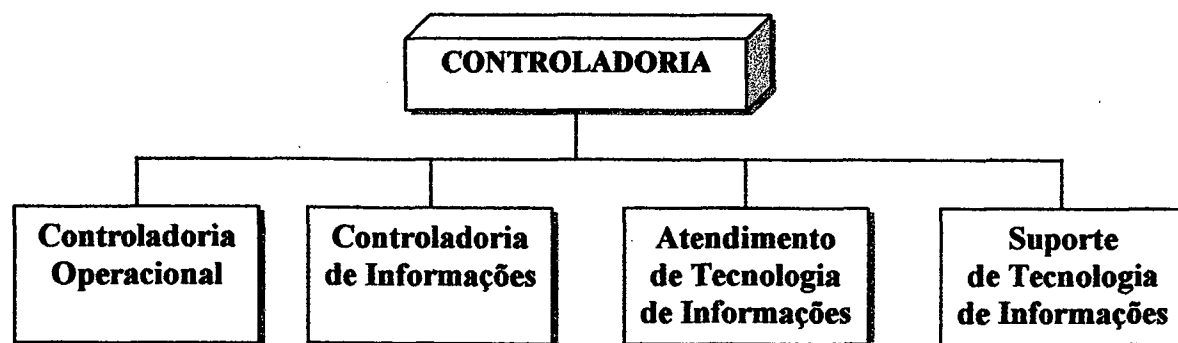 CONTROLADORIA
Controladoria
Operacional
Controladoria
de Informações
Atendimento
de Tecnologia
de Informações
Suporte
de Tecnologia
de Informações